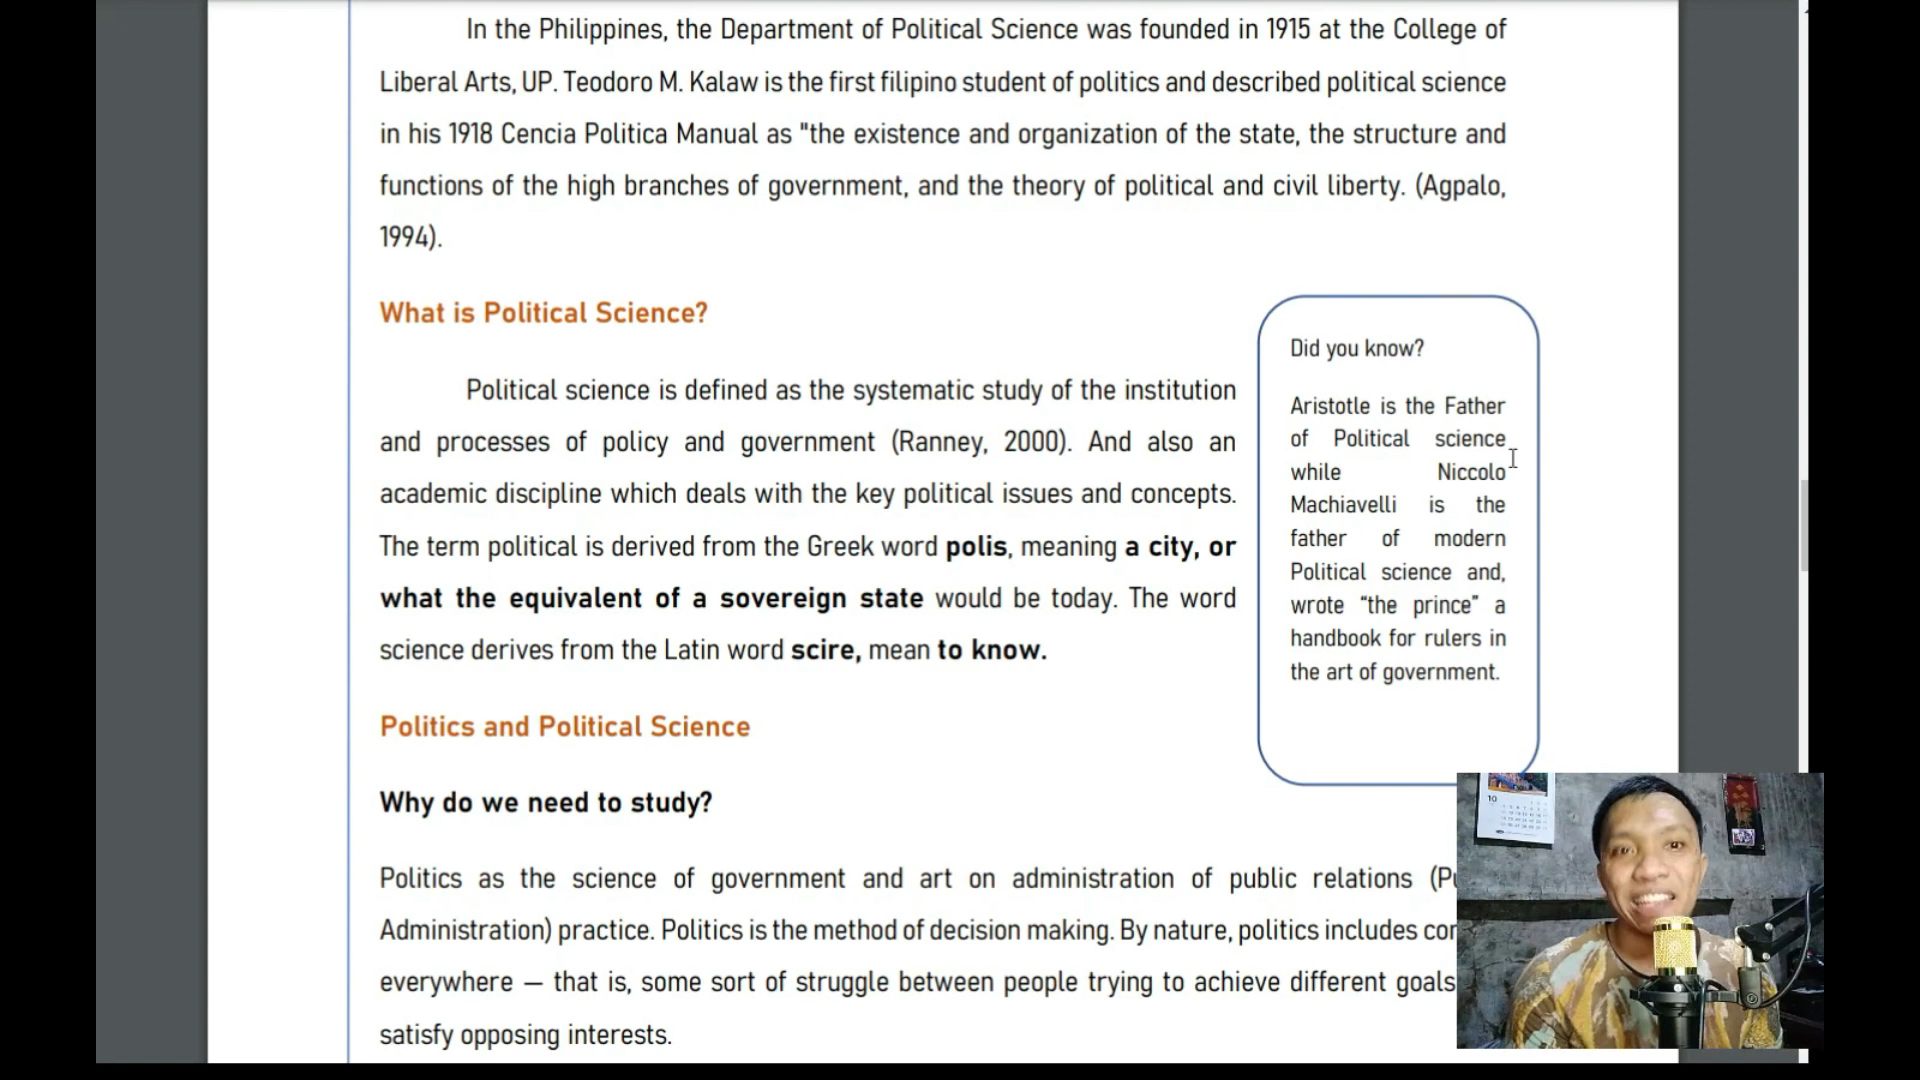 In the Philippines, the Department of Political Science was founded in 1915 at the College of
Liberal Arts, UP. Teodoro M. Kalaw is the first filipino student of politics and described political science
in his 1918 Cencia Politica Manual as "the existence and organization of the state, the structure and
functions of the high branches of government, and the theory of political and civil liberty. (Agpalo,
1994).
What is Political Science?
Political science is defined as the systematic study of the institution
and processes of policy and government (Ranney, 2000). And also an
academic discipline which deals with the key political issues and concepts.
The term political is derived from the Greek word polis, meaning a city, or
what the equivalent of a sovereign state would be today. The word
science derives from the Latin word scire, mean to know.
Did you know?
Aristotle is the Father
of Political science
while Niccolo
Machiavelli is the
father of modern
Political science and,
wrote “the prince” a
handbook for rulers in
the art of government.
Politics and Political Science
Why do we need to study?
Politics as the science of government and art on administration of public relations (Pu
Administration) practice. Politics is the method of decision making. By nature, politics includes con
everywhere — that is, some sort of struggle between people trying to achieve different goals
satisfy opposing interests.
10